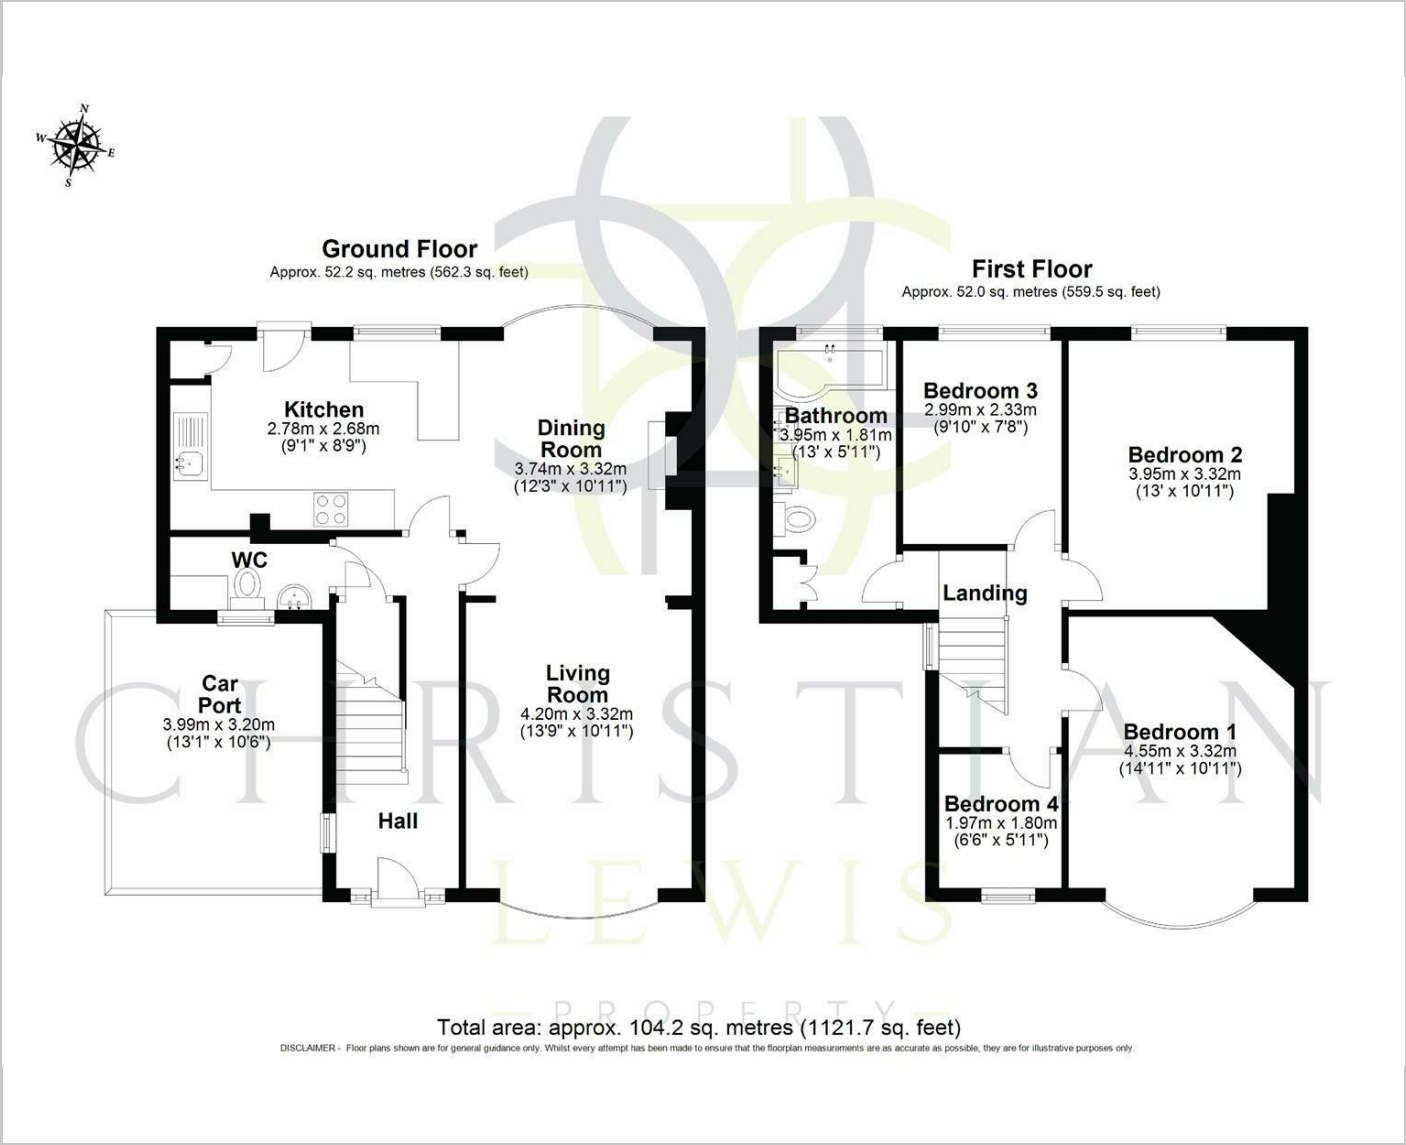 N
W
E
S
Ground Floor
Approx. 52.2 sq. metres (562.3 sq. feet)
First Floor
Approx. 52.0 sq. metres (559.5 sq. feet)
Kitchen
2.78m x 2.68m
(9'1" x 8'9")
Dining
Room
3.74m x 3.32m
(12'3" x 10'11")
WC
Car
Port
3.99m x 3.20m
(13'1" x 10'6")
Living
Room
4.20m x 3.32m
(13'9" x 10'11")
Hall
Bathroom
3.95m x 1.81m
(13' x 5'11")
Bedroom 3
2.99m x 2.33m
(9'10" x 7'8")
Bedroom 2
3.95m x 3.32m
(13' x 10'11")
Landing
Bedroom 1
4.55m x 3.32m
(14'11" x 10'11")
Bedroom 4
1.97m x 1.80m
(6'6" x 5'11")
CHRISTIAN
LEWIS
PROPERTY
Total area: approx. 104.2 sq. metres (1121.7 sq. feet)
DISCLAIMER - Floor plans shown are for general guidance only. Whilst every attempt has been made to ensure that the floorplan measurements are as accurate as possible, they are for illustrative purposes only.